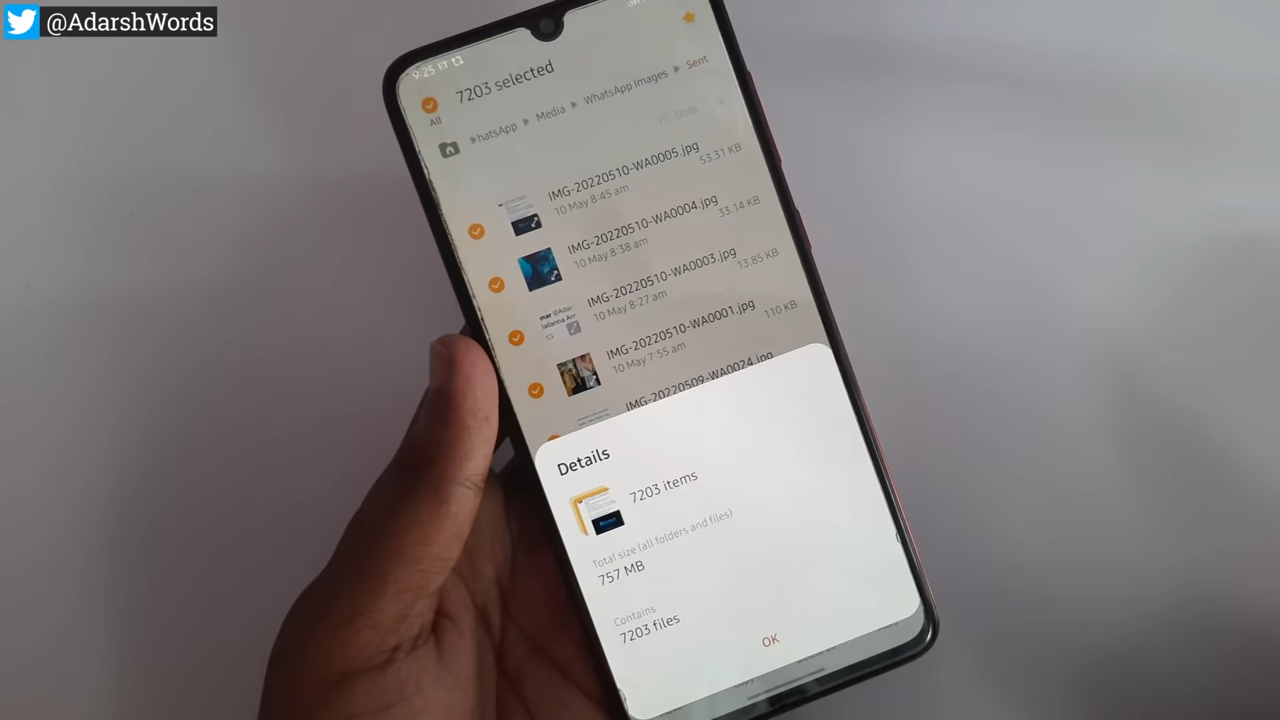 @AdarshWords
9:25
7203 selected
All
hatsApp ▸ Media ▸ WhatsApp Images ▸ Sent
Date
IMG-20220510-WA0005.jpg
10 May 8:45 am
53.31 KB
IMG-20220510-WA0004.jpg
10 May 8:38 am
33.14 KB
IMG-20220510-WA0003.jpg
10 May 8:27 am
13.85 KB
IMG-20220510-WA0001.jpg
10 May 7:55 am
110 KB
IMG-20220509-WA0024.jpg
Details
7203 items
Total size (all folders and files)
757 MB
Contains
7203 files
OK